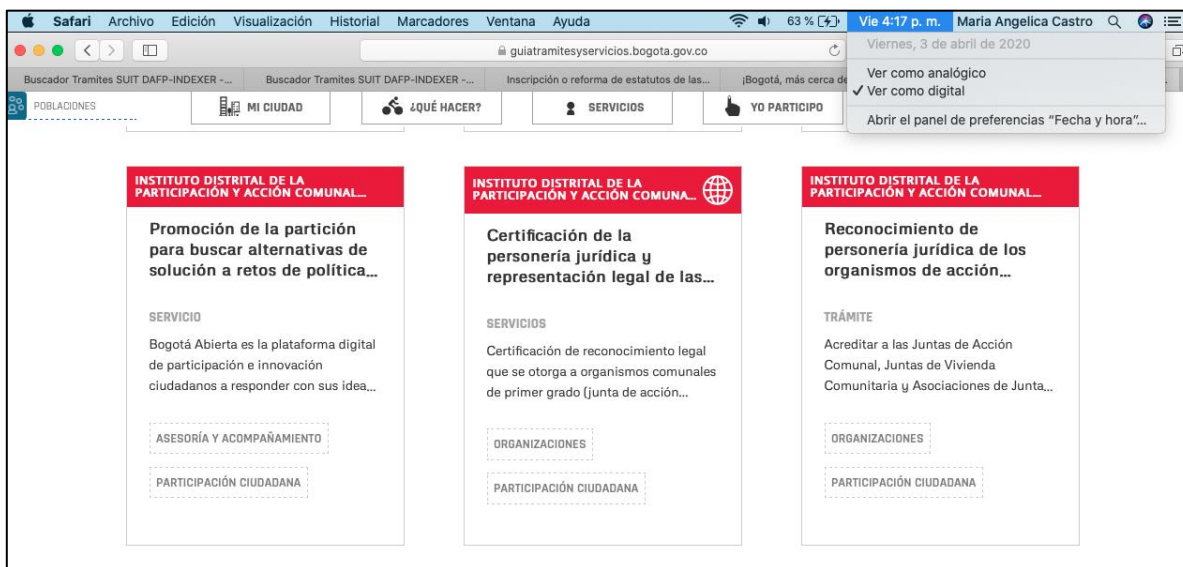 Safari Archivo Edición Visualización Historial Marcadores Ventana Ayuda 63 % Vie 4:17 p. m. Maria Angelica Castro
guiatramitesyservicios.bogota.gov.co
Viernes, 3 de abril de 2020
Ver como analógico
✓ Ver como digital
Abrir el panel de preferencias “Fecha y hora”...
Buscador Tramites SUIT DAFP-INDEXER -... Buscador Tramites SUIT DAFP-INDEXER -... Inscripción o reforma de estatutos de las... ¡Bogotá, más cerca de
POBLACIONES MI CIUDAD ¿QUÉ HACER? SERVICIOS YO PARTICIPO
INSTITUTO DISTRITAL DE LA
PARTICIPACIÓN Y ACCIÓN COMUNAL...
Promoción de la partición
para buscar alternativas de
solución a retos de política...
SERVICIO
Bogotá Abierta es la plataforma digital
de participación e innovación
ciudadanos a responder con sus idea...
ASESORÍA Y ACOMPAÑAMIENTO
PARTICIPACIÓN CIUDADANA
INSTITUTO DISTRITAL DE LA
PARTICIPACIÓN Y ACCIÓN COMUNA...
Certificación de la
personería jurídica y
representación legal de las...
SERVICIOS
Certificación de reconocimiento legal
que se otorga a organismos comunales
de primer grado (junta de acción...
ORGANIZACIONES
PARTICIPACIÓN CIUDADANA
INSTITUTO DISTRITAL DE LA
PARTICIPACIÓN Y ACCIÓN COMUNAL...
Reconocimiento de
personería jurídica de los
organismos de acción...
TRÁMITE
Acreditar a las Juntas de Acción
Comunal, Juntas de Vivienda
Comunitaria y Asociaciones de Junta...
ORGANIZACIONES
PARTICIPACIÓN CIUDADANA